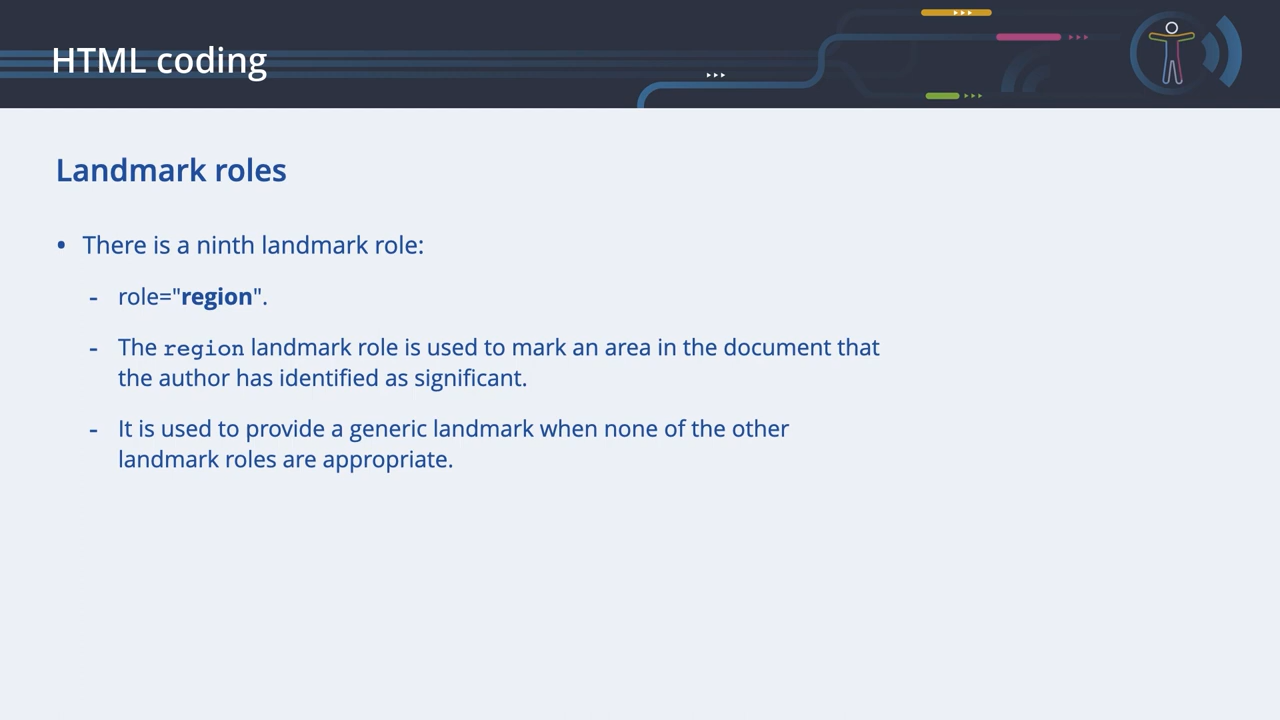 HTML coding
Landmark roles
• There is a ninth landmark role:
- role="region".
- The region landmark role is used to mark an area in the document that
the author has identified as significant.
- It is used to provide a generic landmark when none of the other
landmark roles are appropriate.